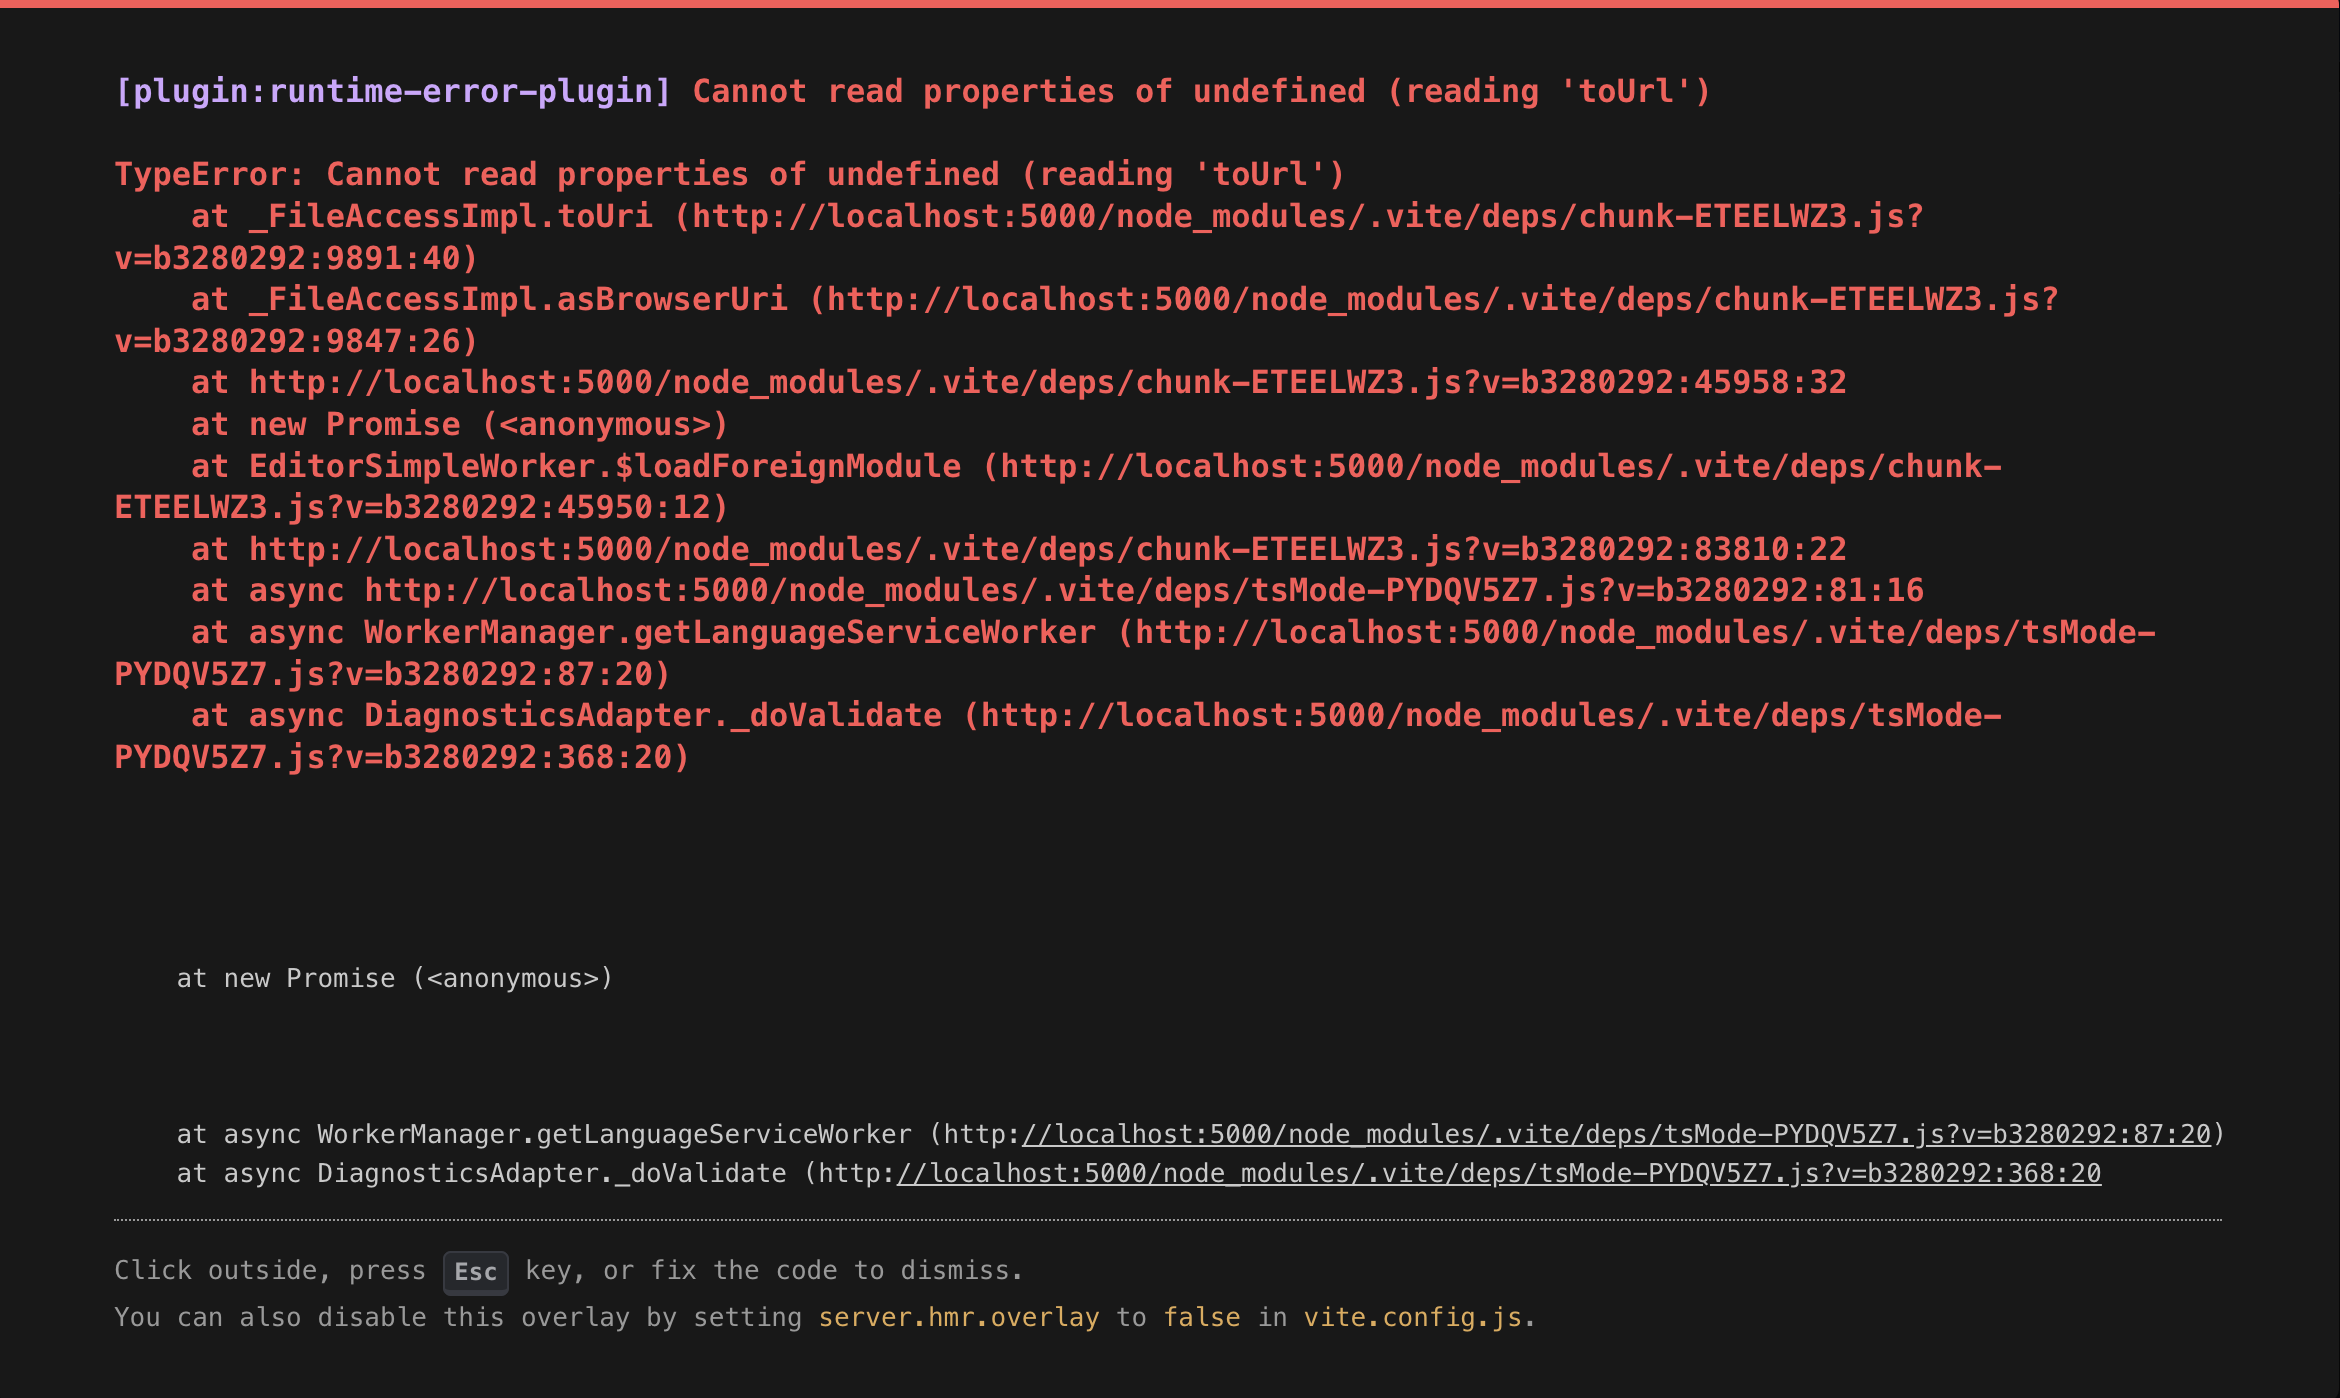 [plugin:runtime-error-plugin] Cannot read properties of undefined (reading 'toUrl')
TypeError: Cannot read properties of undefined (reading 'toUrl')
at _FileAccessImpl.toUri (http://localhost:5000/node_modules/.vite/deps/chunk-ETEELWZ3.js?
v=b3280292:9891:40)
at _FileAccessImpl.asBrowserUri (http://localhost:5000/node_modules/.vite/deps/chunk-ETEELWZ3.js?
v=b3280292:9847:26)
at http://localhost:5000/node_modules/.vite/deps/chunk-ETEELWZ3.js?v=b3280292:45958:32
at new Promise (<anonymous>)
at EditorSimpleWorker.$loadForeignModule (http://localhost:5000/node_modules/.vite/deps/chunk-
ETEELWZ3.js?v=b3280292:45950:12)
at http://localhost:5000/node_modules/.vite/deps/chunk-ETEELWZ3.js?v=b3280292:83810:22
at async http://localhost:5000/node_modules/.vite/deps/tsMode-PYDQV5Z7.js?v=b3280292:81:16
at async WorkerManager.getLanguageServiceWorker (http://localhost:5000/node_modules/.vite/deps/tsMode-
PYDQV5Z7.js?v=b3280292:87:20)
at async DiagnosticsAdapter._doValidate (http://localhost:5000/node_modules/.vite/deps/tsMode-
PYDQV5Z7.js?v=b3280292:368:20)
at new Promise (<anonymous>)
at async WorkerManager.getLanguageServiceWorker (http://localhost:5000/node_modules/.vite/deps/tsMode-PYDQV5Z7.js?v=b3280292:87:20)
at async DiagnosticsAdapter._doValidate (http://localhost:5000/node_modules/.vite/deps/tsMode-PYDQV5Z7.js?v=b3280292:368:20
Click outside, press Esc key, or fix the code to dismiss.
You can also disable this overlay by setting server.hmr.overlay to false in vite.config.js.